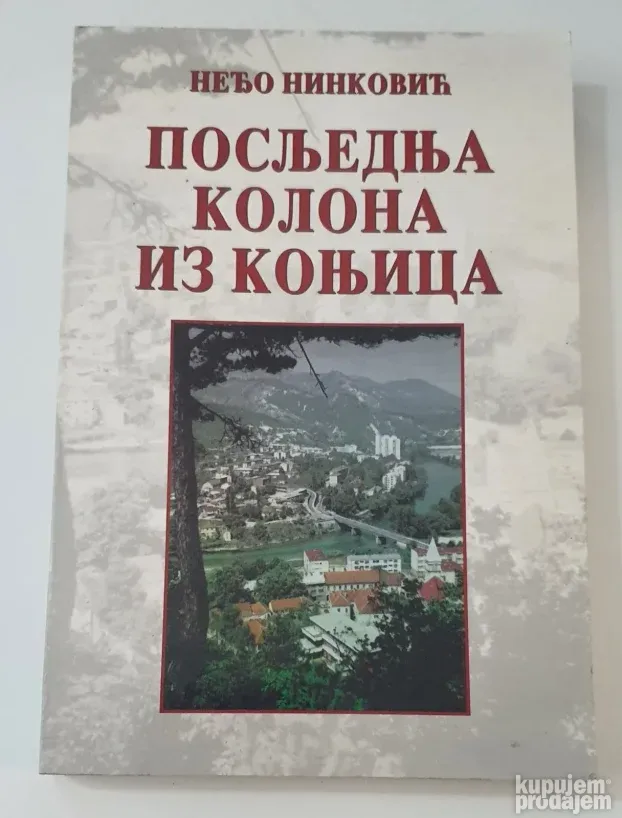 НЕЂО НИНКОВИЋ
ПОСЉЕДЊА
КОЛОНА
ИЗ КОЊИЦА
kupujem
prodajem